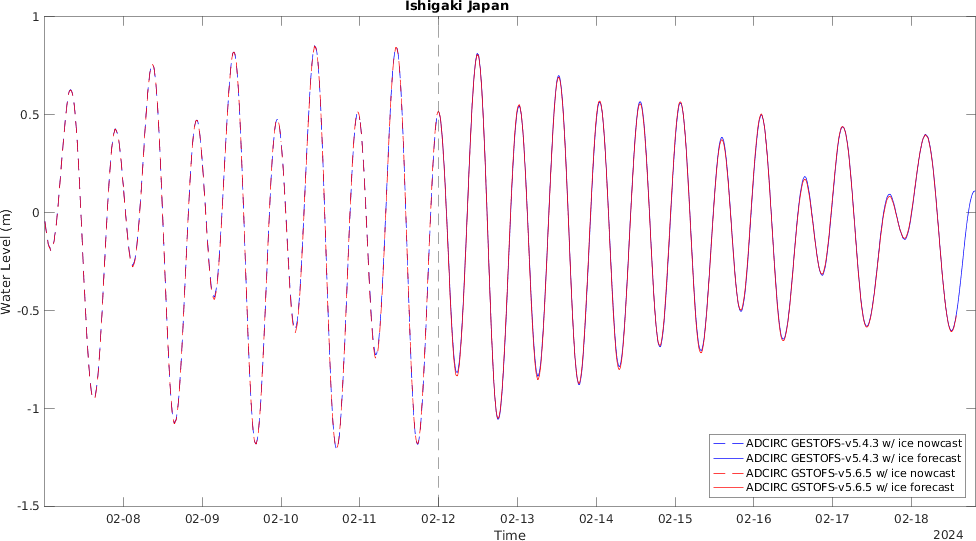 Ishigaki Japan
1
0.5
0
-0.5
-1
-1.5
Water Level (m)
ADCIRC GESTOFS-v5.4.3 w/ ice nowcast
ADCIRC GESTOFS-v5.4.3 w/ ice forecast
ADCIRC GSTOFS-v5.6.5 w/ ice nowcast
ADCIRC GSTOFS-v5.6.5 w/ ice forecast
02-08 02-09 02-10 02-11 02-12 02-13 02-14 02-15 02-16 02-17 02-18
Time
2024